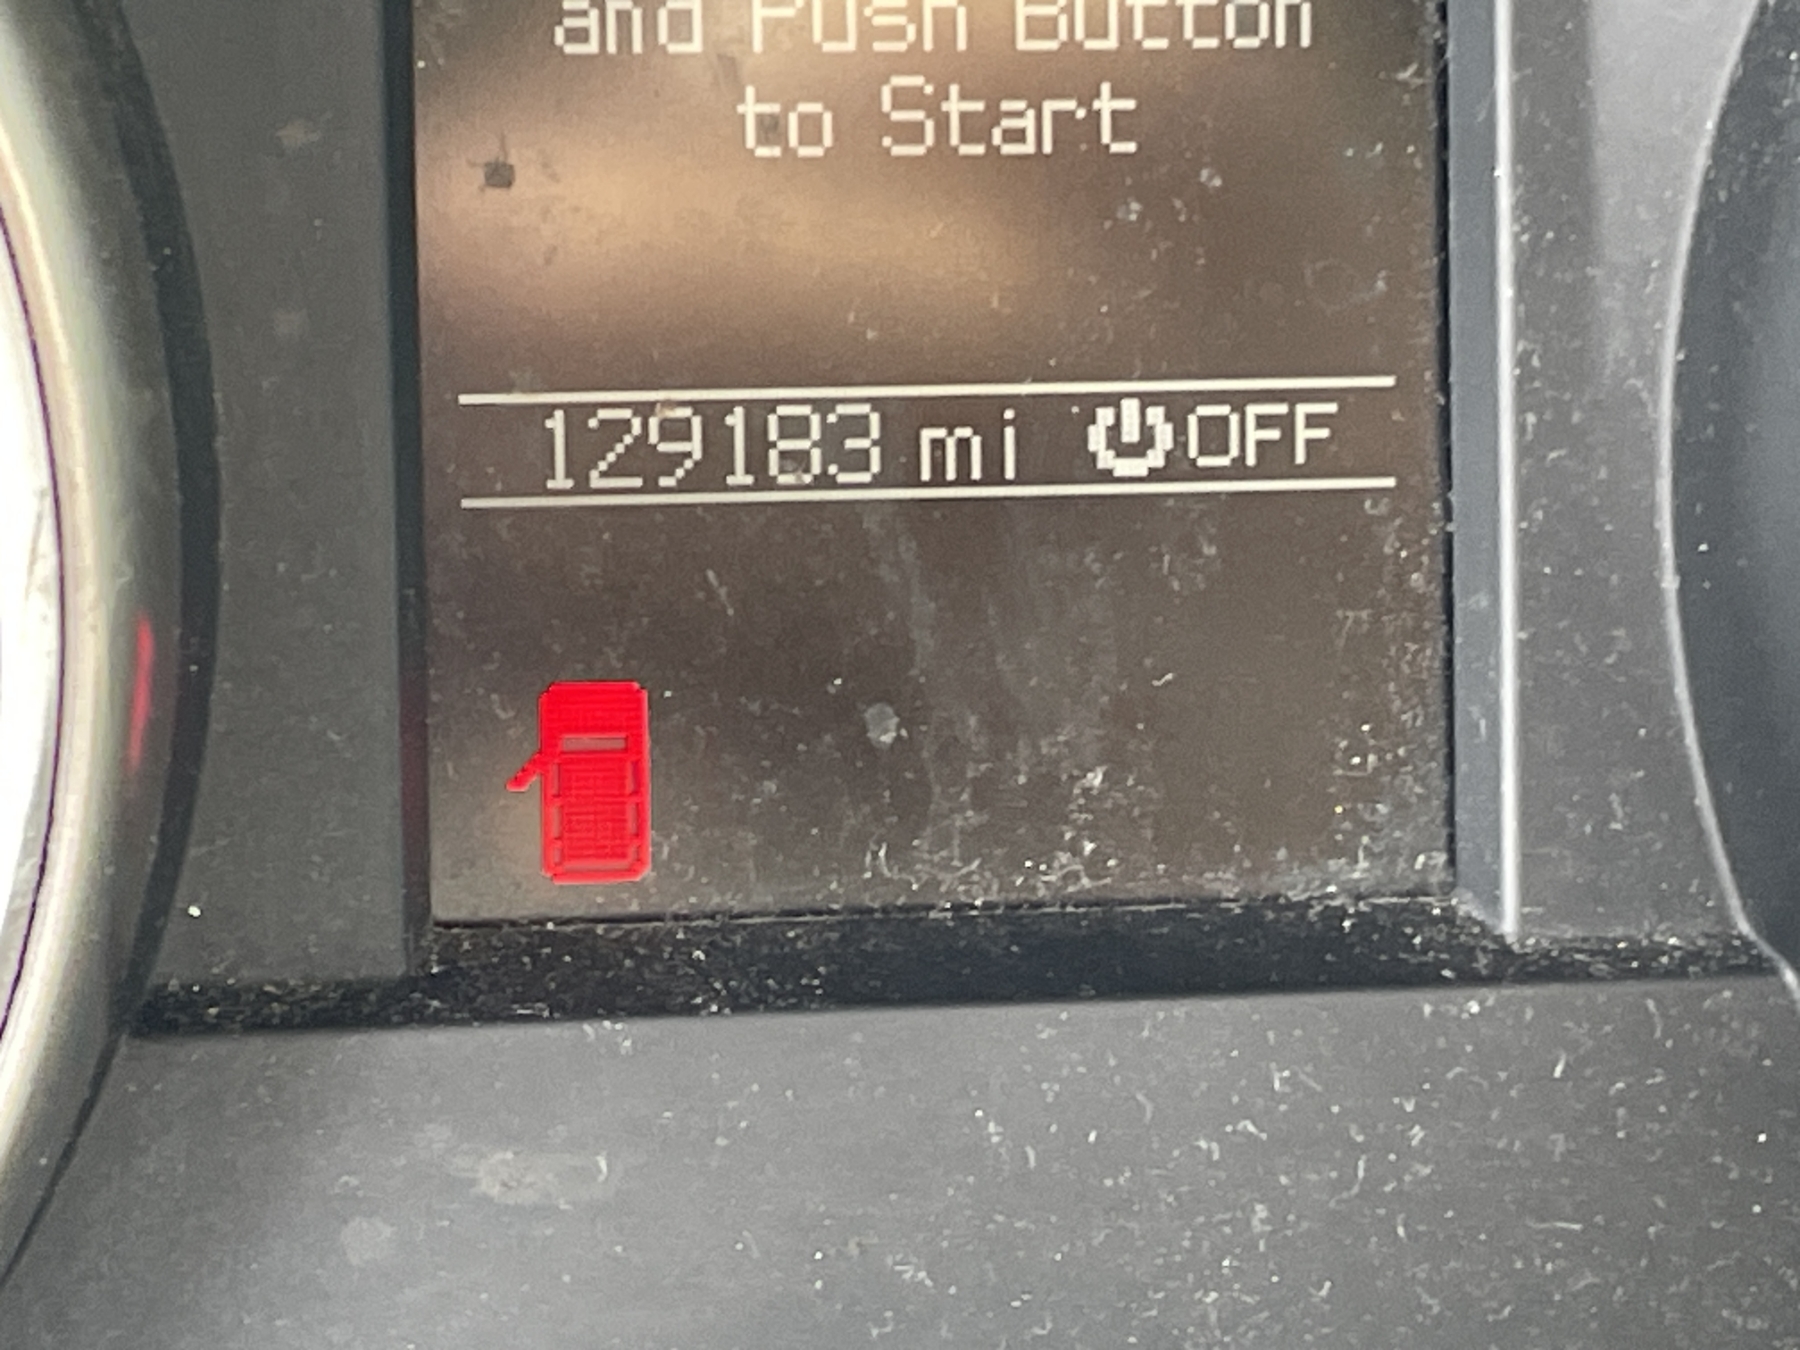 and Push Button
to Start
129183 mi OFF